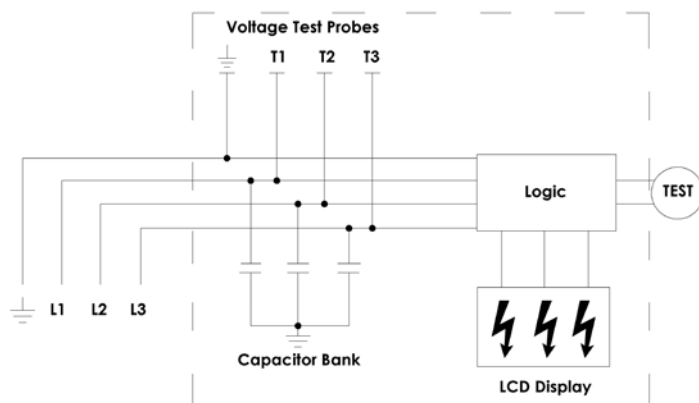 Voltage Test Probes
T1 T2 T3
Logic
TEST
L1 L2 L3
Capacitor Bank
LCD Display